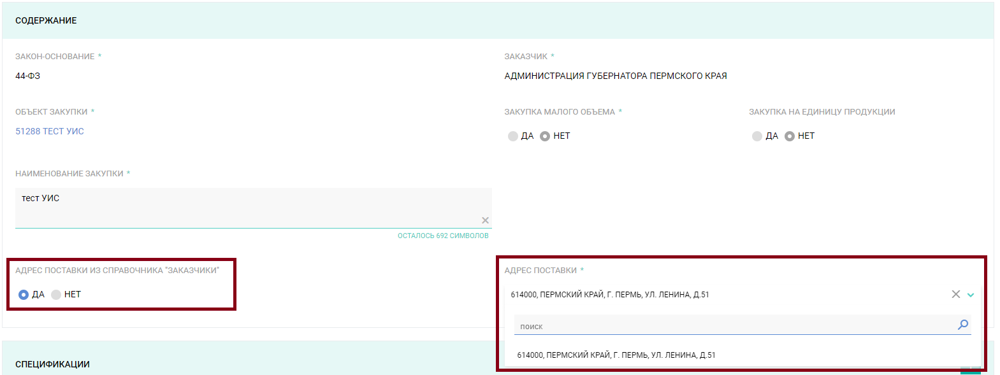 СОДЕРЖАНИЕ
ЗАКОН-ОСНОВАНИЕ *
ЗАКАЗЧИК *
44-ФЗ
АДМИНИСТРАЦИЯ ГУБЕРНАТОРА ПЕРМСКОГО КРАЯ
ОБЪЕКТ ЗАКУПКИ *
ЗАКУПКА МАЛОГО ОБЪЕМА *
ЗАКУПКА НА ЕДИНИЦУ ПРОДУКЦИИ
51288 ТЕСТ УИС
ДА НЕТ
ДА НЕТ
НАИМЕНОВАНИЕ ЗАКУПКИ *
тест УИС
ОСТАЛОСЬ 692 СИМВОЛОВ
АДРЕС ПОСТАВКИ ИЗ СПРАВОЧНИКА "ЗАКАЗЧИКИ"
ДА НЕТ
АДРЕС ПОСТАВКИ *
614000, ПЕРМСКИЙ КРАЙ, Г. ПЕРМЬ, УЛ. ЛЕНИНА, Д.51
поиск
614000, ПЕРМСКИЙ КРАЙ, Г. ПЕРМЬ, УЛ. ЛЕНИНА, Д.51
СПЕЦИФИКАЦИИ